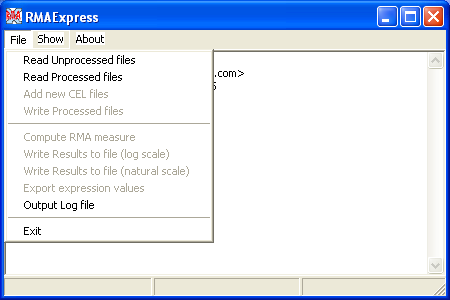 RMAExpress
File Show About
Read Unprocessed files
Read Processed files
.com>
Add new CEL files
Write Processed files
Compute RMA measure
Write Results to file (log scale)
Write Results to file (natural scale)
Export expression values
Output Log file
Exit